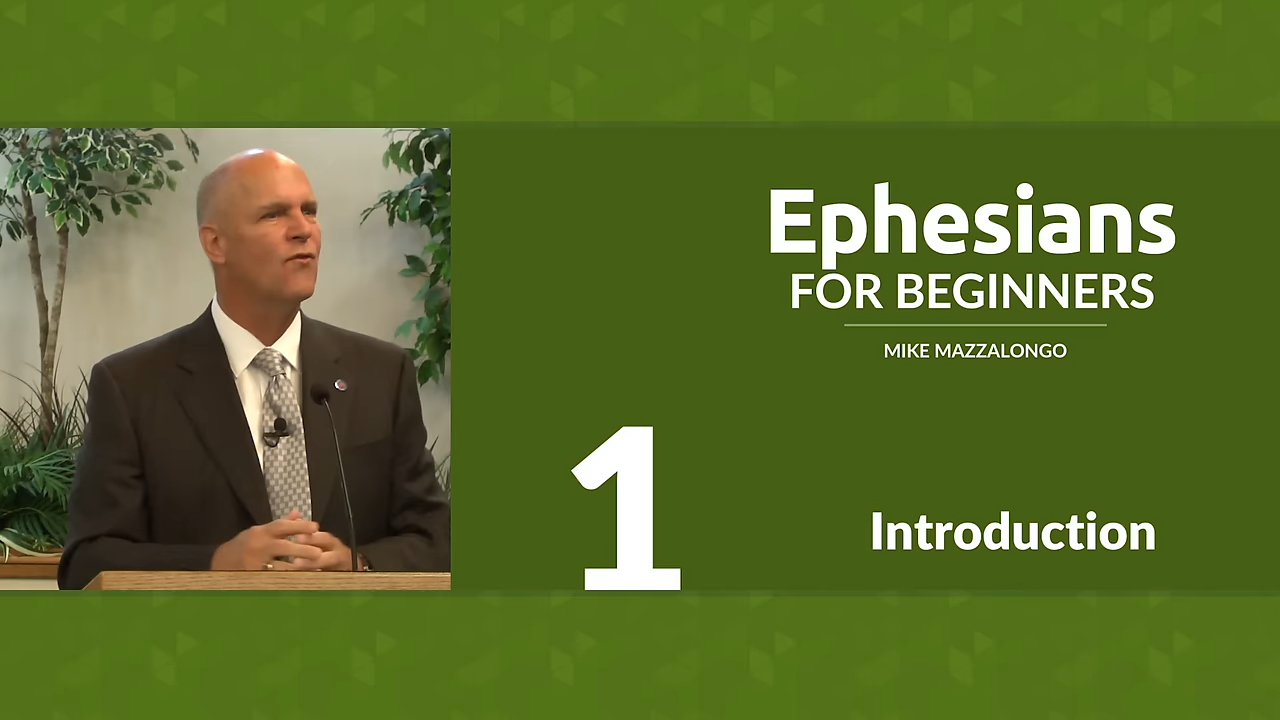 Ephesians
FOR BEGINNERS
MIKE MAZZALONGO
1
Introduction